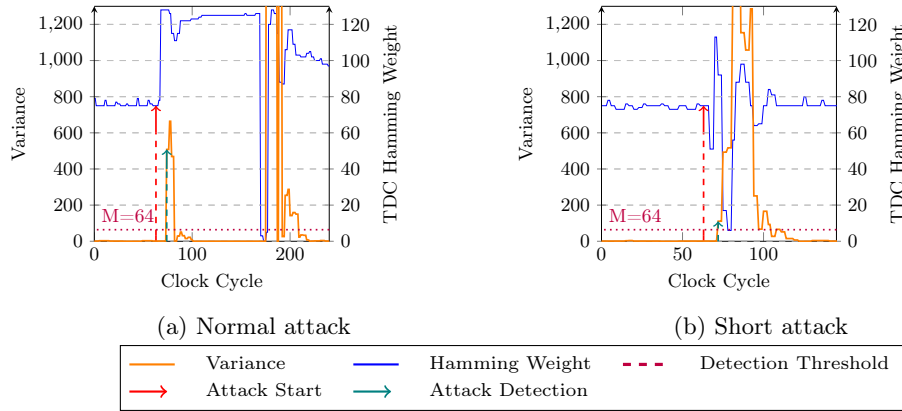 1,200
1,000
800
600
400
200
0
Variance
120
100
80
60
40
20
0
TDC Hamming Weight
M=64
0
100
200
Clock Cycle
(a) Normal attack
1,200
1,000
800
600
400
200
0
Variance
120
100
80
60
40
20
0
TDC Hamming Weight
M=64
0
50
100
Clock Cycle
(b) Short attack
Variance
Hamming Weight
Detection Threshold
Attack Start
Attack Detection